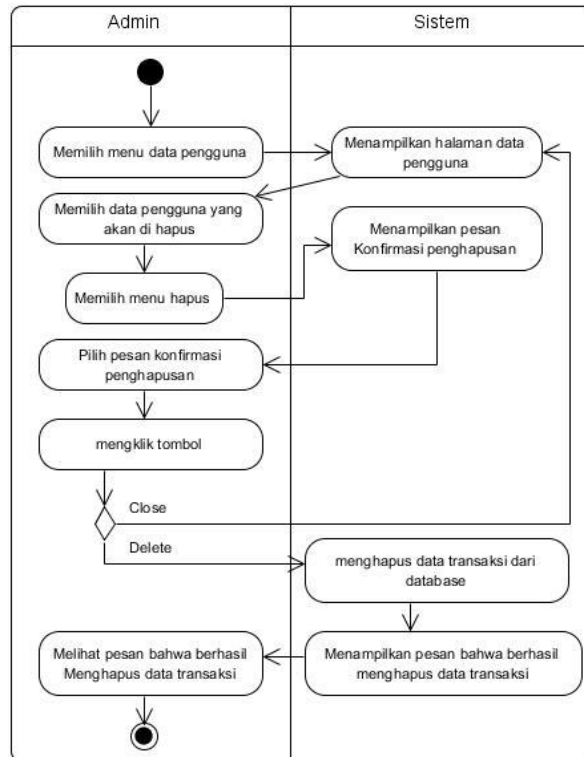 Admin
Sistem
Memilih menu data pengguna
Menampilkan halaman data
pengguna
Memilih data pengguna yang
akan di hapus
Menampilkan pesan
Konfirmasi penghapusan
Memilih menu hapus
Pilih pesan konfirmasi
penghapusan
mengklik tombol
Close
Delete
menghapus data transaksi dari
database
Melihat pesan bahwa berhasil
Menghapus data transaksi
Menampilkan pesan bahwa berhasil
menghapus data transaksi